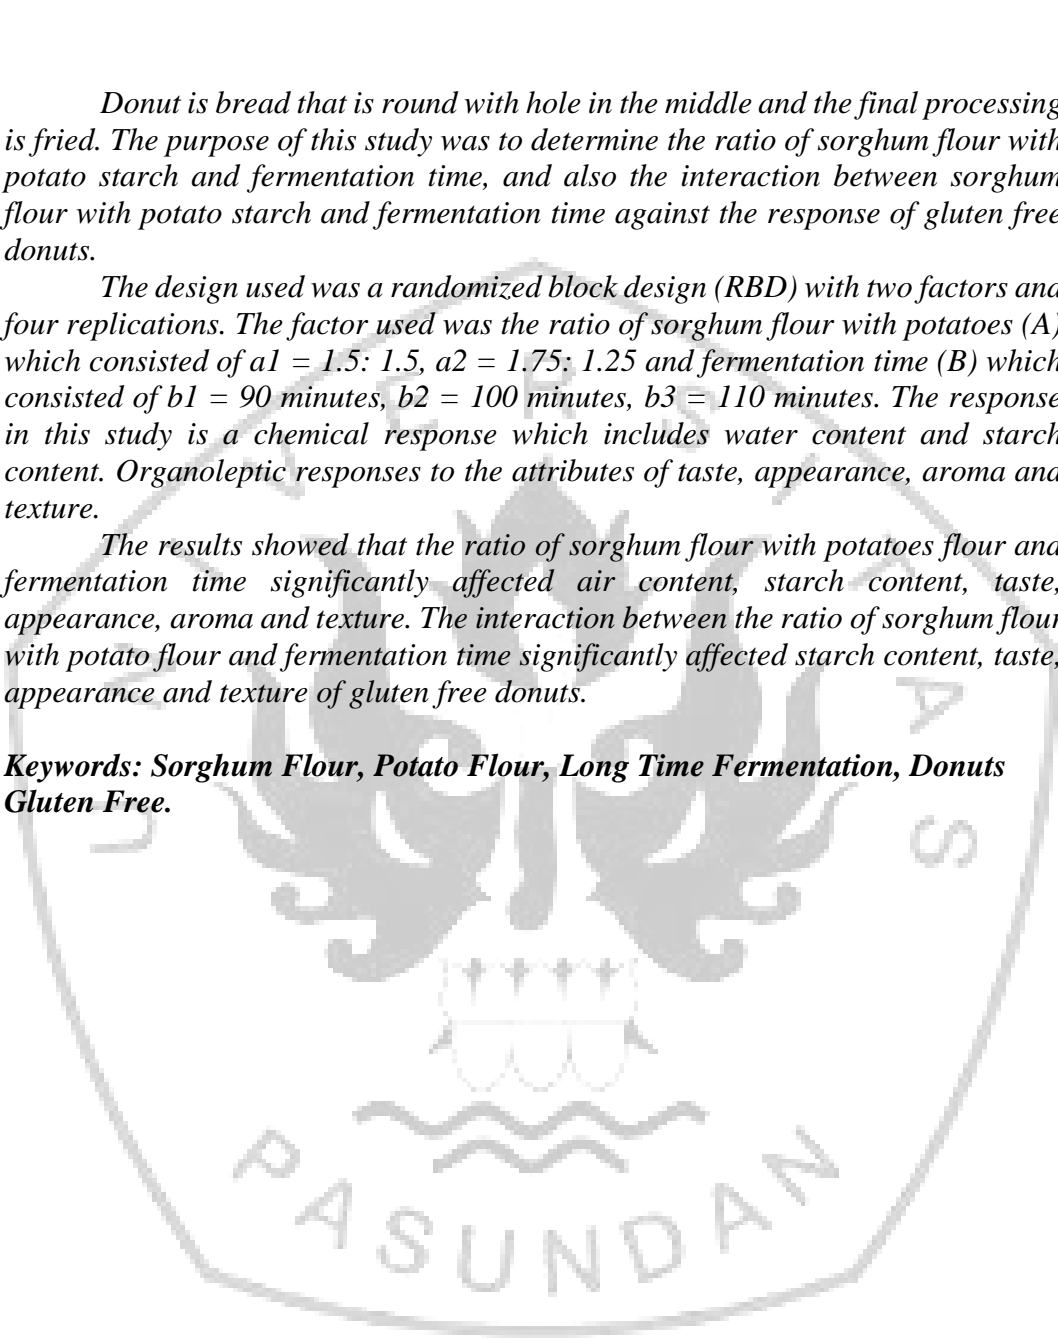 Donut is bread that is round with hole in the middle and the final processing
is fried. The purpose of this study was to determine the ratio of sorghum flour with
potato starch and fermentation time, and also the interaction between sorghum
flour with potato starch and fermentation time against the response of gluten free
donuts.
The design used was a randomized block design (RBD) with two factors and
four replications. The factor used was the ratio of sorghum flour with potatoes (A)
which consisted of a1 = 1.5: 1.5, a2 = 1.75: 1.25 and fermentation time (B) which
consisted of b1 = 90 minutes, b2 = 100 minutes, b3 = 110 minutes. The response
in this study is a chemical response which includes water content and starch
content. Organoleptic responses to the attributes of taste, appearance, aroma and
texture.
The results showed that the ratio of sorghum flour with potatoes flour and
fermentation time significantly affected air content, starch content, taste,
appearance, aroma and texture. The interaction between the ratio of sorghum flour
with potato flour and fermentation time significantly affected starch content, taste,
appearance and texture of gluten free donuts.
Keywords: Sorghum Flour, Potato Flour, Long Time Fermentation, Donuts
Gluten Free.
UNIVERSITAS
PASUNDAN